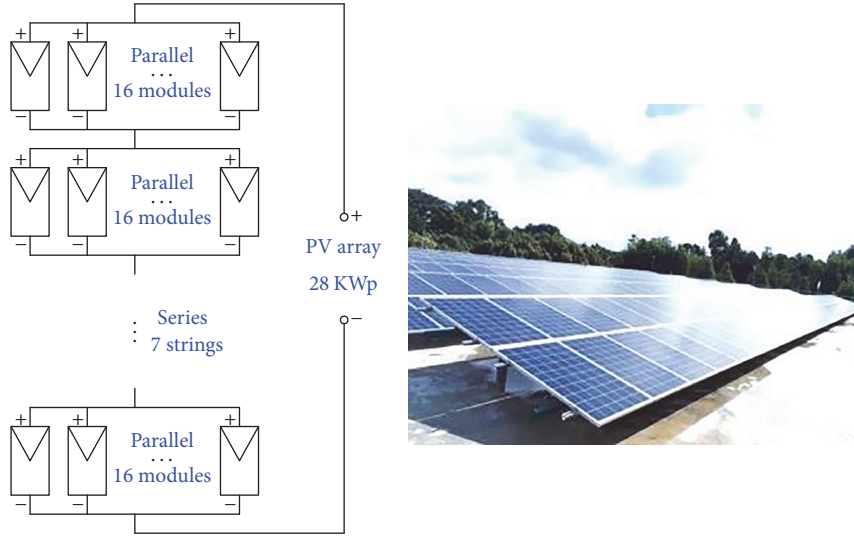 + + +
Parallel
...
16 modules
− − −
+ + +
Parallel
...
16 modules
− − −
+
PV array
28 KWp
−
Series
7 strings
+ + +
Parallel
...
16 modules
− − −